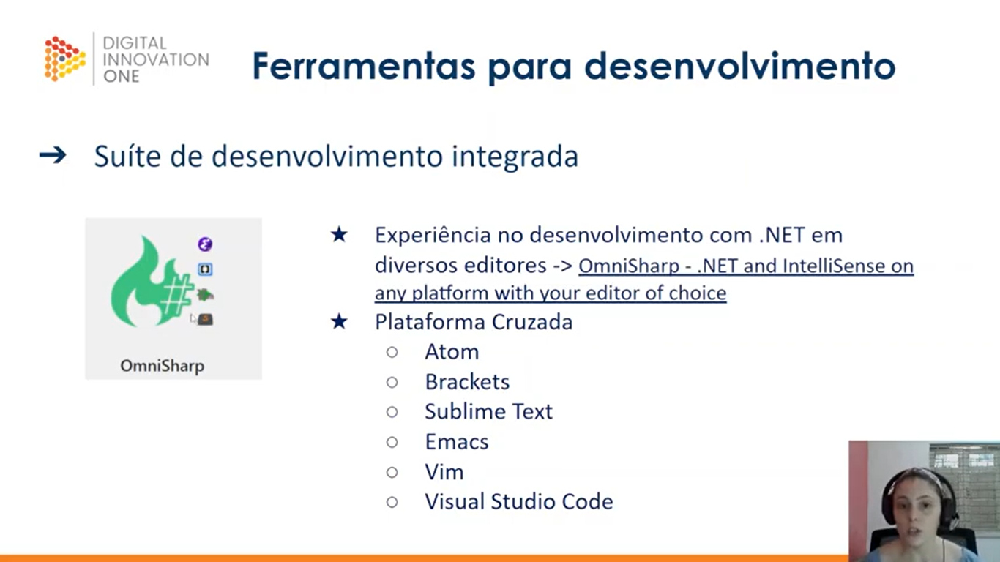 DIGITAL
INNOVATION
ONE
Ferramentas para desenvolvimento
➔ Suíte de desenvolvimento integrada
OmniSharp
★ Experiência no desenvolvimento com .NET em
diversos editores -> OmniSharp - .NET and IntelliSense on
any platform with your editor of choice
★ Plataforma Cruzada
○ Atom
○ Brackets
○ Sublime Text
○ Emacs
○ Vim
○ Visual Studio Code